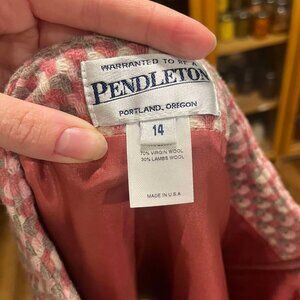 WARRANTED TO BE A
PENDLETON
PORTLAND, OREGON
14
70% VIRGIN WOOL
30% LAMBS WOOL
MADE IN U.S.A